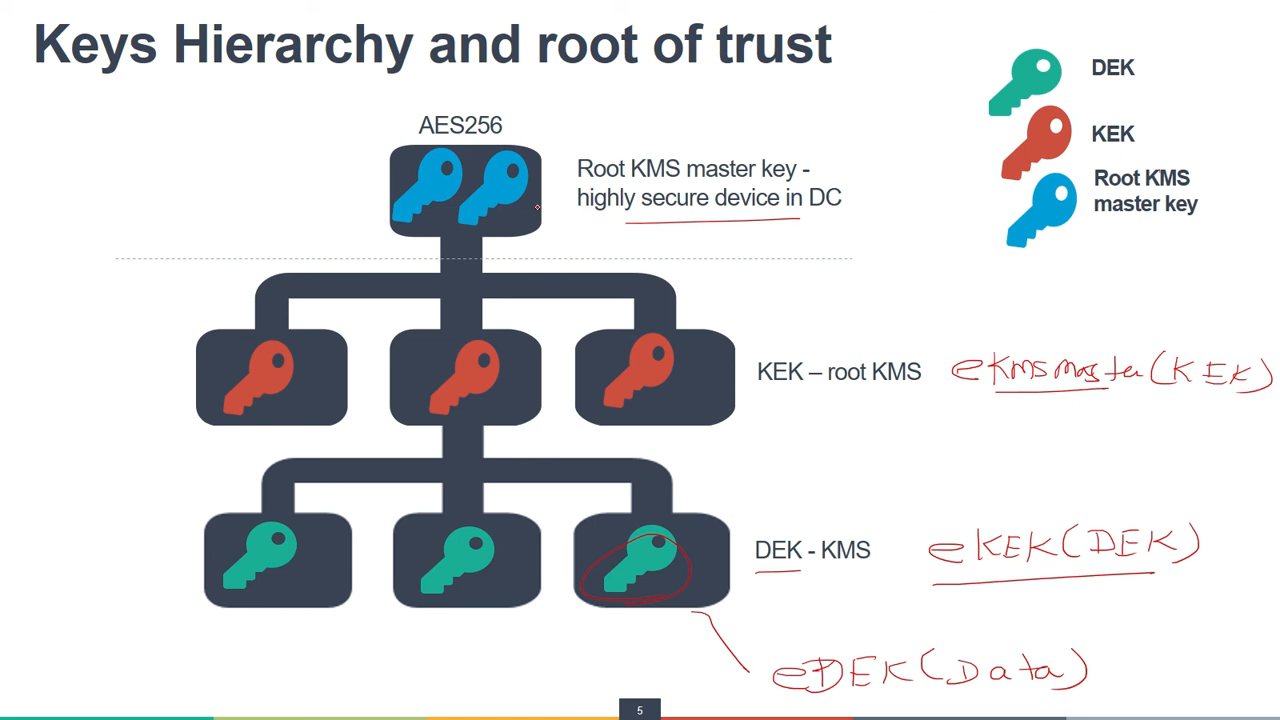 Keys Hierarchy and root of trust
DEK
KEK
Root KMS
master key
AES256
Root KMS master key -
highly secure device in DC
KEK – root KMS
eKmsmaster(KEK)
DEK - KMS
eKEK(DEK)
eDEK(Data)
5